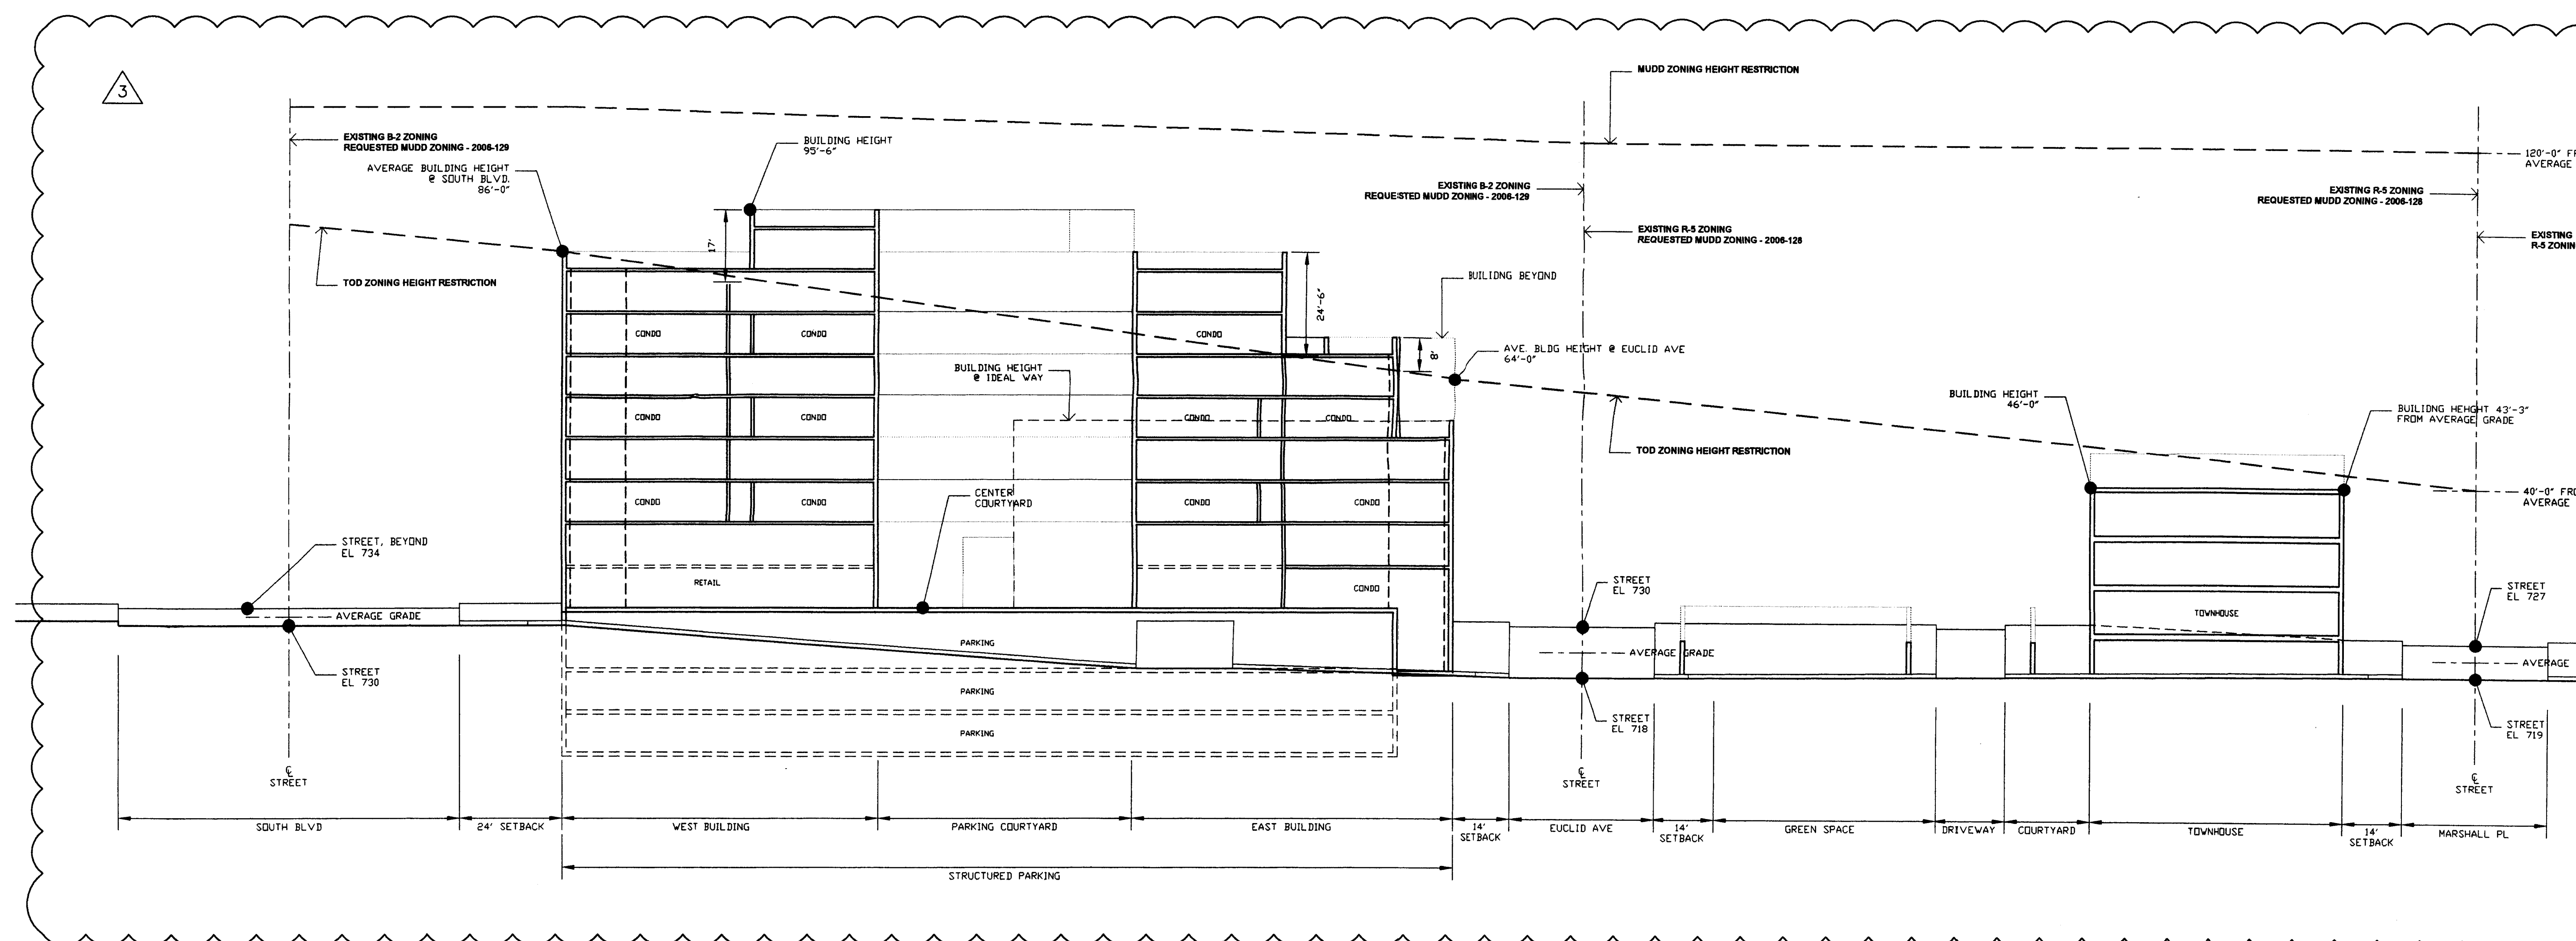 MUDD ZONING HEIGHT RESTRICTION
3
EXISTING B-2 ZONING
REQUESTED MUDD ZONING - 2006-129
BUILDING HEIGHT
95'-6"
AVERAGE BUILDING HEIGHT
@ SOUTH BLVD.
86'-0"
120'-0" FR
AVERAGE
EXISTING B-2 ZONING
REQUESTED MUDD ZONING - 2006-129
EXISTING R-5 ZONING
REQUESTED MUDD ZONING - 2006-128
EXISTING R-5 ZONING
REQUESTED MUDD ZONING - 2006-128
EXISTING
R-5 ZONIN
17'
TOD ZONING HEIGHT RESTRICTION
BUILIDNG BEYOND
24'-6"
CONDO
CONDO
CONDO
8'
AVE. BLDG HEIGHT @ EUCLID AVE
64'-0"
BUILDING HEIGHT
@ IDEAL WAY
BUILDING HEIGHT
46'-0"
BUILIDNG HEHGHT 43'-3"
FROM AVERAGE GRADE
CONDO
CONDO
CONDO
CONDO
TOD ZONING HEIGHT RESTRICTION
CENTER
COURTYARD
CONDO
CONDO
CONDO
CONDO
40'-0" FRO
AVERAGE
STREET, BEYOND
EL 734
RETAIL
CONDO
STREET
EL 730
STREET
EL 727
TOWNHOUSE
AVERAGE GRADE
PARKING
AVERAGE GRADE
AVERAGE
STREET
EL 730
PARKING
STREET
EL 718
STREET
EL 719
PARKING
℄
STREET
℄
STREET
℄
STREET
SOUTH BLVD
24' SETBACK
WEST BUILDING
PARKING COURTYARD
EAST BUILDING
14'
SETBACK
EUCLID AVE
14'
SETBACK
GREEN SPACE
DRIVEWAY
COURTYARD
TOWNHOUSE
14'
SETBACK
MARSHALL PL
STRUCTURED PARKING